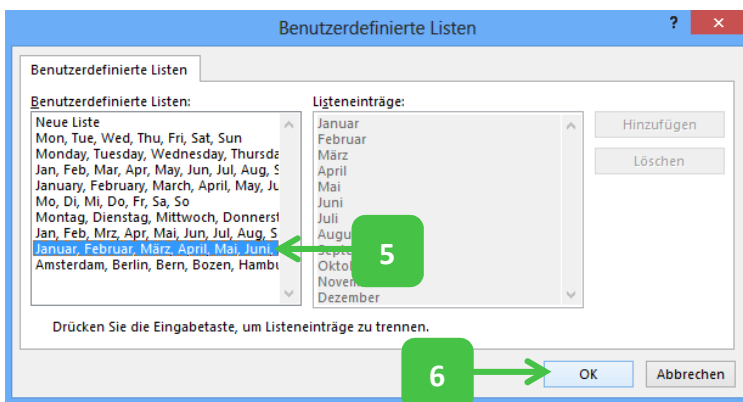 Benutzerdefinierte Listen
? ×
Benutzerdefinierte Listen
Benutzerdefinierte Listen:
Neue Liste
Mon, Tue, Wed, Thu, Fri, Sat, Sun
Monday, Tuesday, Wednesday, Thursda
Jan, Feb, Mar, Apr, May, Jun, Jul, Aug, S
January, February, March, April, May, Ju
Mo, Di, Mi, Do, Fr, Sa, So
Montag, Dienstag, Mittwoch, Donnerst
Jan, Feb, Mrz, Apr, Mai, Jun, Jul, Aug, S
Januar, Februar, März, April, Mai, Juni,
Amsterdam, Berlin, Bern, Bozen, Hambu
Listeneinträge:
Januar
Februar
März
April
Mai
Juni
Juli
Augu
Septe
Oktob
Novem
Dezember
5
Hinzufügen
Löschen
Drücken Sie die Eingabetaste, um Listeneinträge zu trennen.
6
OK
Abbrechen